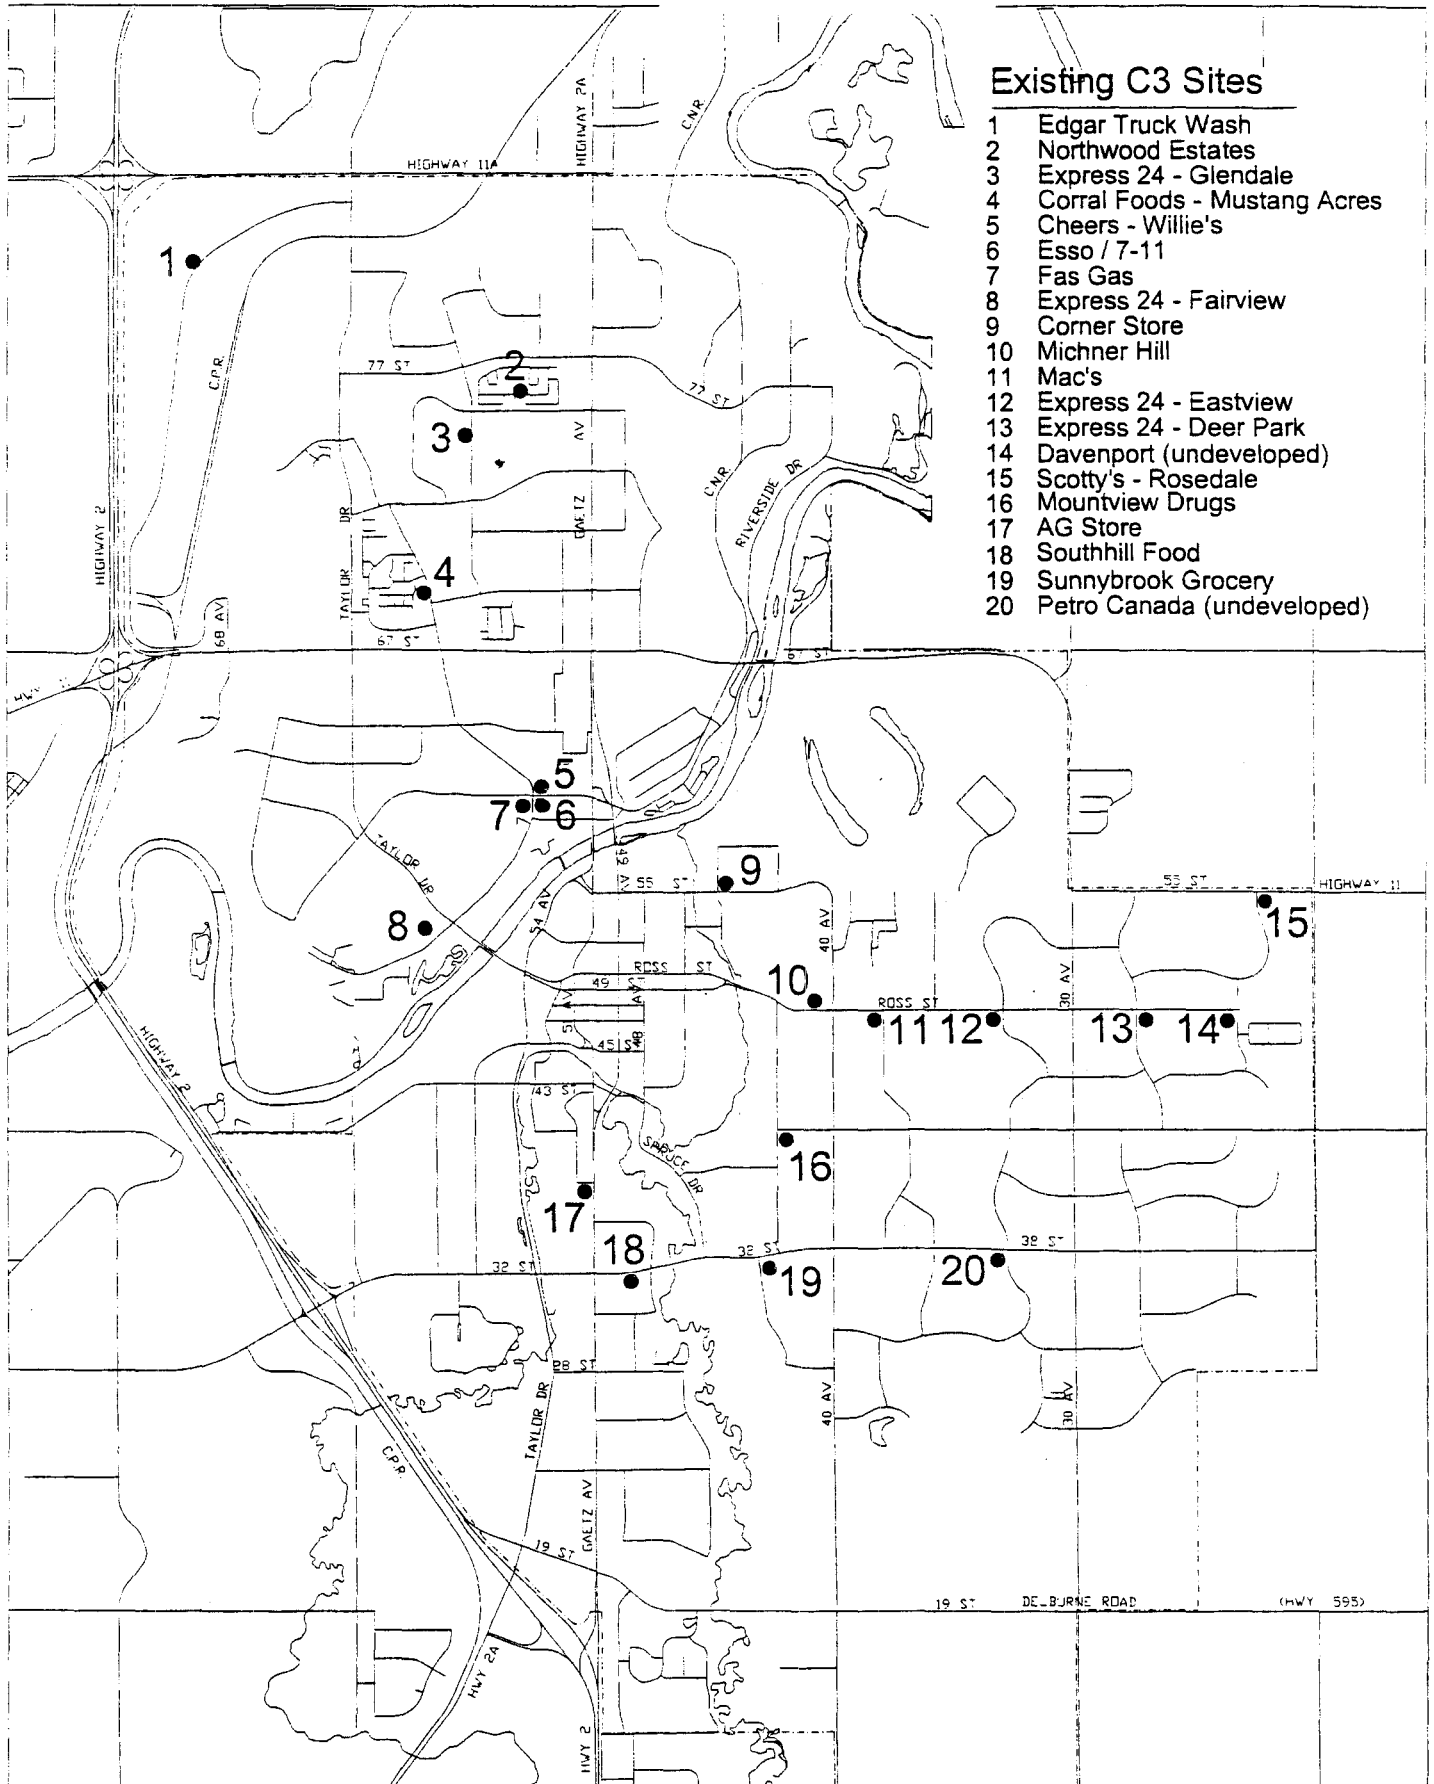 Existing C3 Sites
1 Edgar Truck Wash
2 Northwood Estates
3 Express 24 - Glendale
4 Corral Foods - Mustang Acres
5 Cheers - Willie's
6 Esso / 7-11
7 Fas Gas
8 Express 24 - Fairview
9 Corner Store
10 Michner Hill
11 Mac's
12 Express 24 - Eastview
13 Express 24 - Deer Park
14 Davenport (undeveloped)
15 Scotty's - Rosedale
16 Mountview Drugs
17 AG Store
18 Southhill Food
19 Sunnybrook Grocery
20 Petro Canada (undeveloped)
HIGHWAY 2A
C.N.R.
HIGHWAY 11A
1
C.P.R.
77 ST
2
77 ST
3
AV
GAETZ
C.N.R.
RIVERSIDE DR
HIGHWAY 2
DR
TAYLOR
4
68 AV
67 ST
67 ST
HWY 11
5
7
6
TAYLOR DR
49 AV
55 ST
9
55 ST
HIGHWAY 11
8
54 AV
40 AV
15
ROSS ST
49 ST
10
ROSS ST
30 AV
51 AV
48 AV
11
12
13
14
45 ST
HIGHWAY 2
43 ST
SPRUCE DR
16
17
18
32 ST
32 ST
19
20
38 ST
28 ST
TAYLOR DR
40 AV
30 AV
C.P.R.
GAETZ AV
19 ST
19 ST
DELBURNE ROAD
(HWY 595)
HWY 2A
HWY 2